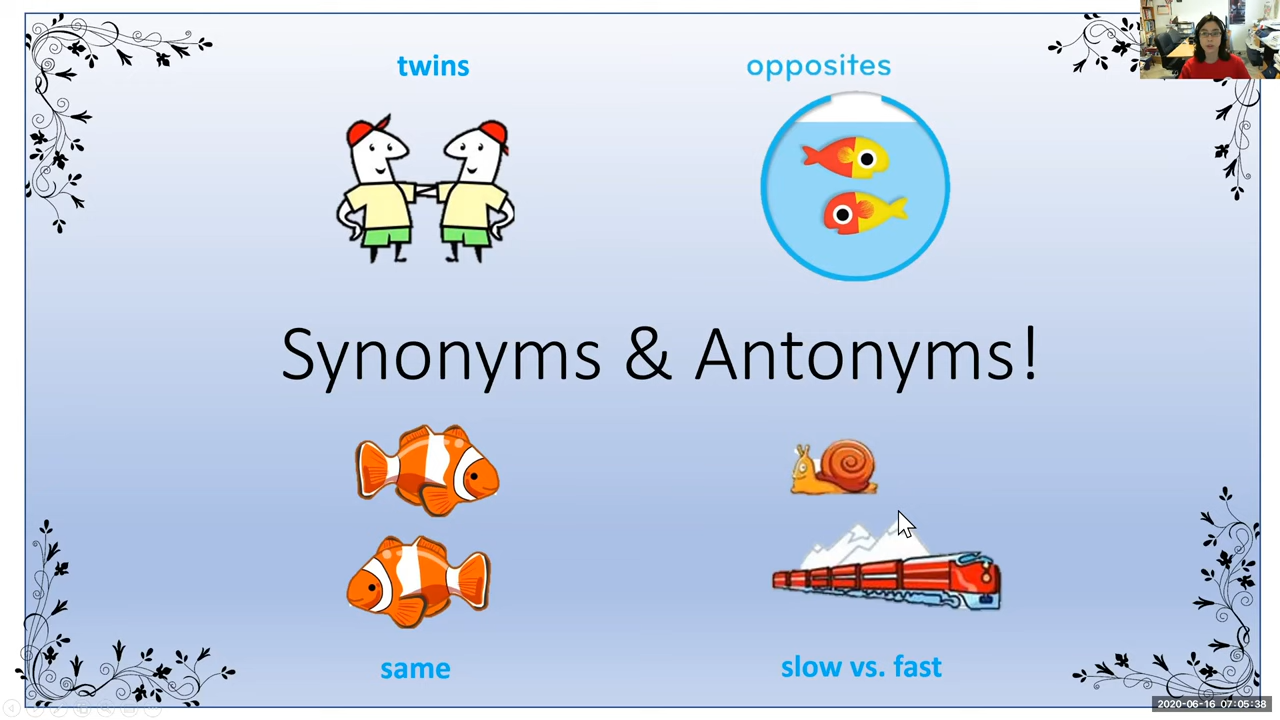 twins
opposites
Synonyms & Antonyms!
same
slow vs. fast
2020-06-16 07:05:38